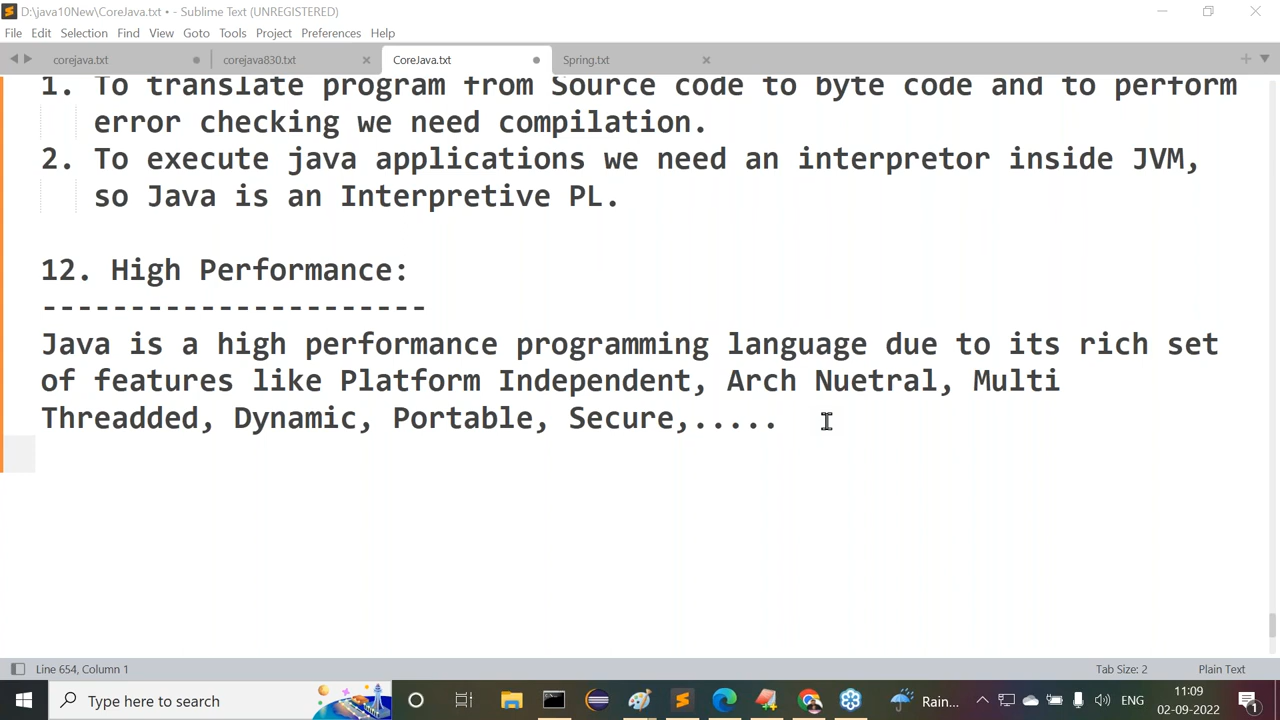 D:\java10New\CoreJava.txt • - Sublime Text (UNREGISTERED)
File Edit Selection Find View Goto Tools Project Preferences Help
corejava.txt corejava830.txt CoreJava.txt Spring.txt
1. To translate program from Source code to byte code and to perform
error checking we need compilation.
2. To execute java applications we need an interpretor inside JVM,
so Java is an Interpretive PL.
12. High Performance:
----------------------
Java is a high performance programming language due to its rich set
of features like Platform Independent, Arch Nuetral, Multi
Threadded, Dynamic, Portable, Secure,.....
Line 654, Column 1 Tab Size: 2 Plain Text
Type here to search Rain... ENG 11:09
02-09-2022 1